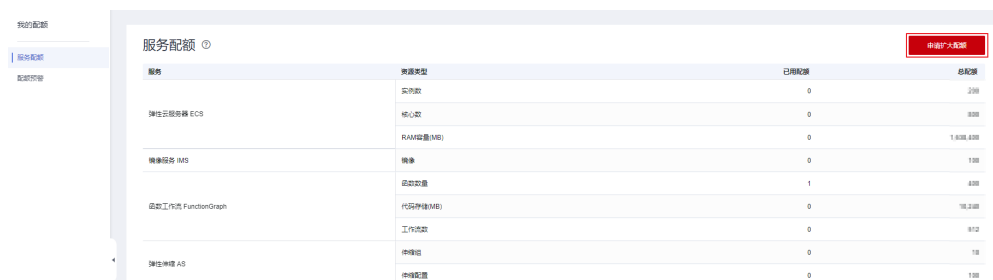 我的配额
服务配额
配额预警
服务配额
申请扩大配额
服务 资源类型 已用配额 总配额
弹性云服务器 ECS
实例数 0
核心数 0
RAM容量(MB) 0
镜像服务 IMS 镜像 0
函数工作流 FunctionGraph
函数数量 1
代码存储(MB) 0
工作流数 0
弹性伸缩 AS
伸缩组 0
伸缩配置 0